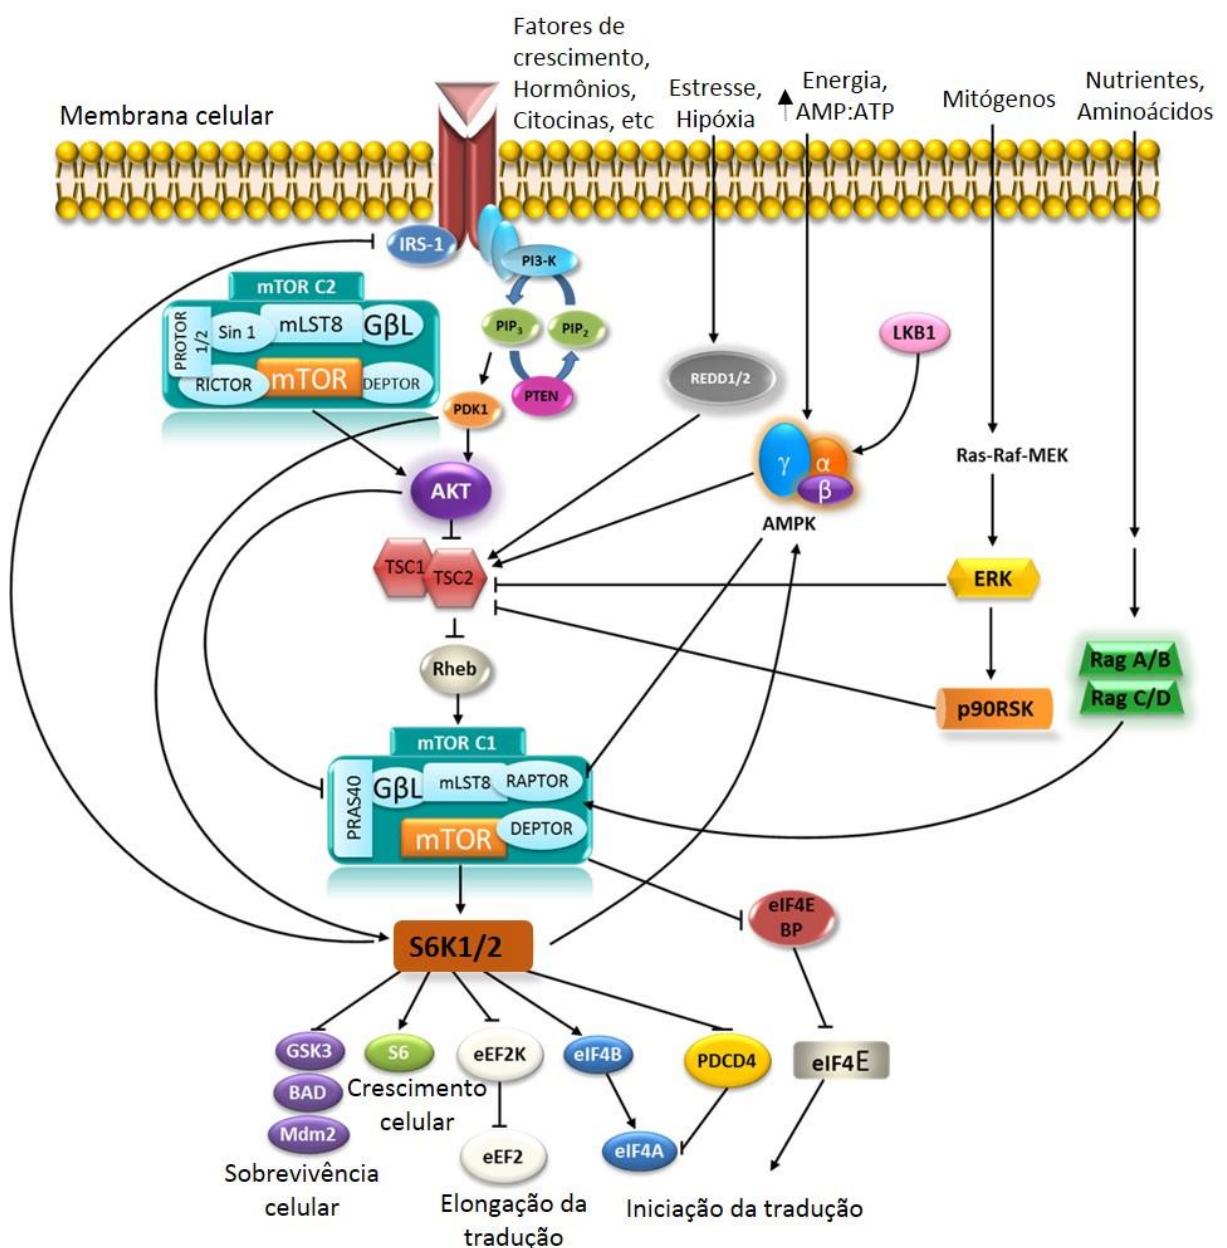 Fatores de
crescimento,
Hormônios,
Citocinas, etc
Estresse,
Hipóxia
Energia,
AMP:ATP
Mitógenos
Nutrientes,
Aminoácidos
Membrana celular
IRS-1
PI3-K
mTOR C2
PROTOR
1/2
Sin 1
mLST8
GβL
RICTOR
mTOR
DEPTOR
PIP3
PIP2
PTEN
PDK1
LKB1
REDD1/2
γ
α
β
AMPK
Ras-Raf-MEK
AKT
TSC1
TSC2
ERK
Rheb
Rag A/B
Rag C/D
p90RSK
mTOR C1
PRAS40
GβL
mLST8
RAPTOR
mTOR
DEPTOR
eIF4E
BP
S6K1/2
GSK3
BAD
Mdm2
Sobrevivência
celular
S6
Crescimento
celular
eEF2K
eEF2
Elongação da
tradução
eIF4B
eIF4A
PDCD4
eIF4E
Iniciação da tradução